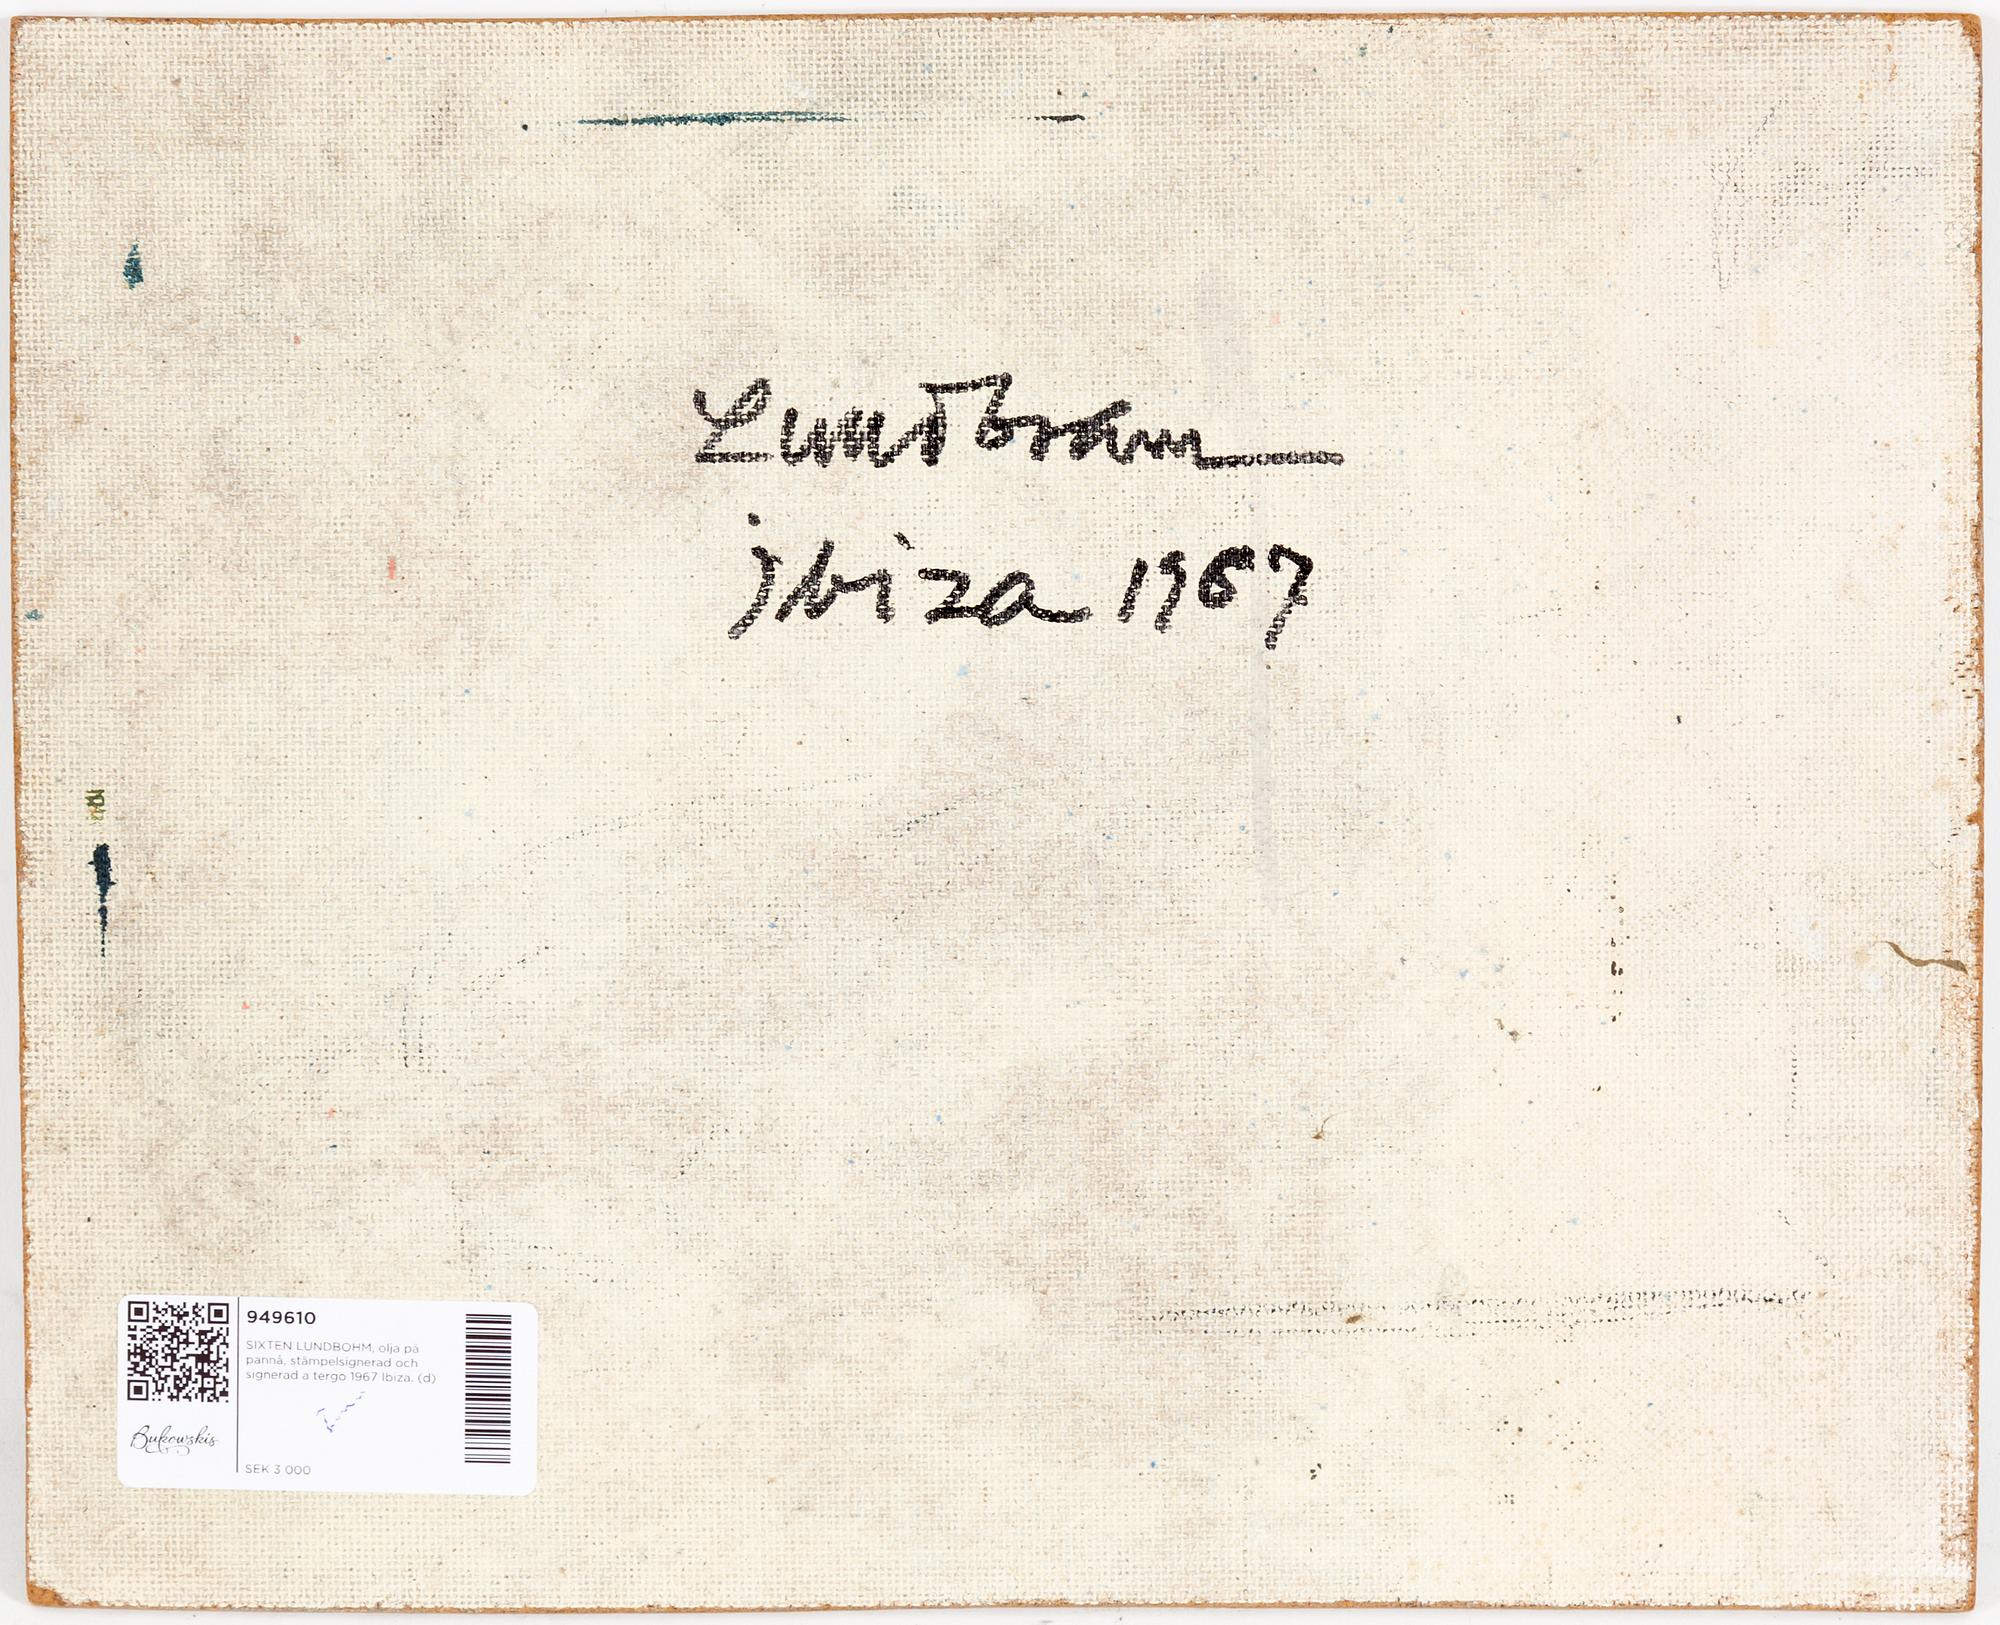 Lundbohm
Ibiza 1967
949610
SIXTEN LUNDBOHM, olja på
pannå, stämpelsignerad och
signerad a tergo 1967 Ibiza. (d)
Bukowskis
SEK 3 000